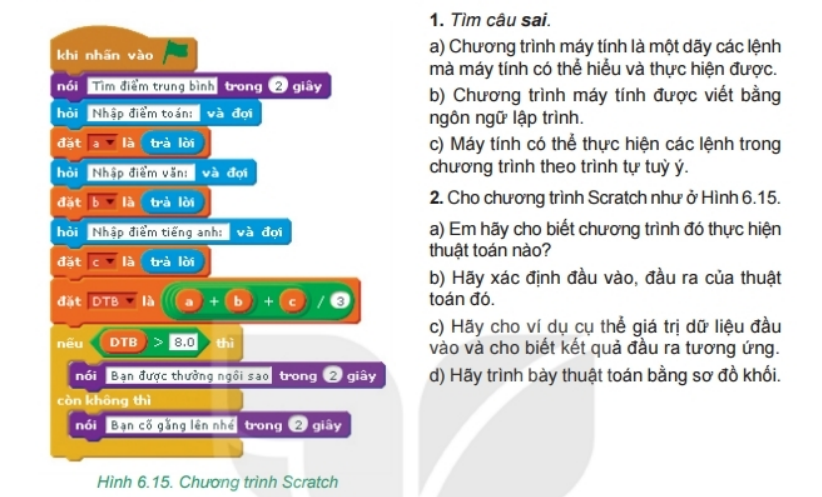 khi nhấn vào
nói Tìm điểm trung bình trong 2 giây
hỏi Nhập điểm toán: và đợi
đặt a là trả lời
hỏi Nhập điểm văn: và đợi
đặt b là trả lời
hỏi Nhập điểm tiếng anh: và đợi
đặt c là trả lời
đặt DTB là a + b + c / 3
nếu DTB > 8.0 thì
nói Bạn được thưởng ngôi sao trong 2 giây
còn không thì
nói Bạn cố gắng lên nhé trong 2 giây
Hình 6.15. Chương trình Scratch
1. Tìm câu sai.
a) Chương trình máy tính là một dãy các lệnh
mà máy tính có thể hiểu và thực hiện được.
b) Chương trình máy tính được viết bằng
ngôn ngữ lập trình.
c) Máy tính có thể thực hiện các lệnh trong
chương trình theo trình tự tuỳ ý.
2. Cho chương trình Scratch như ở Hình 6.15.
a) Em hãy cho biết chương trình đó thực hiện
thuật toán nào?
b) Hãy xác định đầu vào, đầu ra của thuật
toán đó.
c) Hãy cho ví dụ cụ thể giá trị dữ liệu đầu
vào và cho biết kết quả đầu ra tương ứng.
d) Hãy trình bày thuật toán bằng sơ đồ khối.